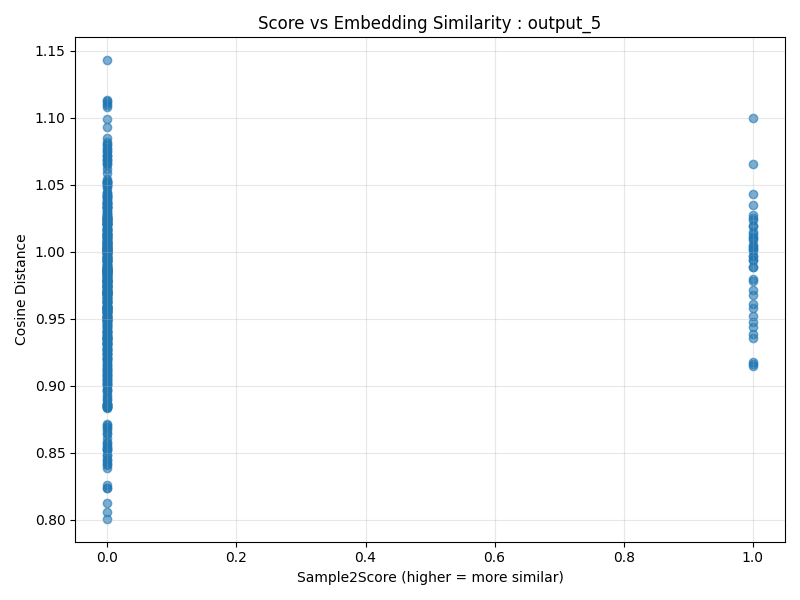 Score vs Embedding Similarity : output_5
1.15
1.10
1.05
1.00
0.95
0.90
0.85
0.80
Cosine Distance
0.0 0.2 0.4 0.6 0.8 1.0
Sample2Score (higher = more similar)